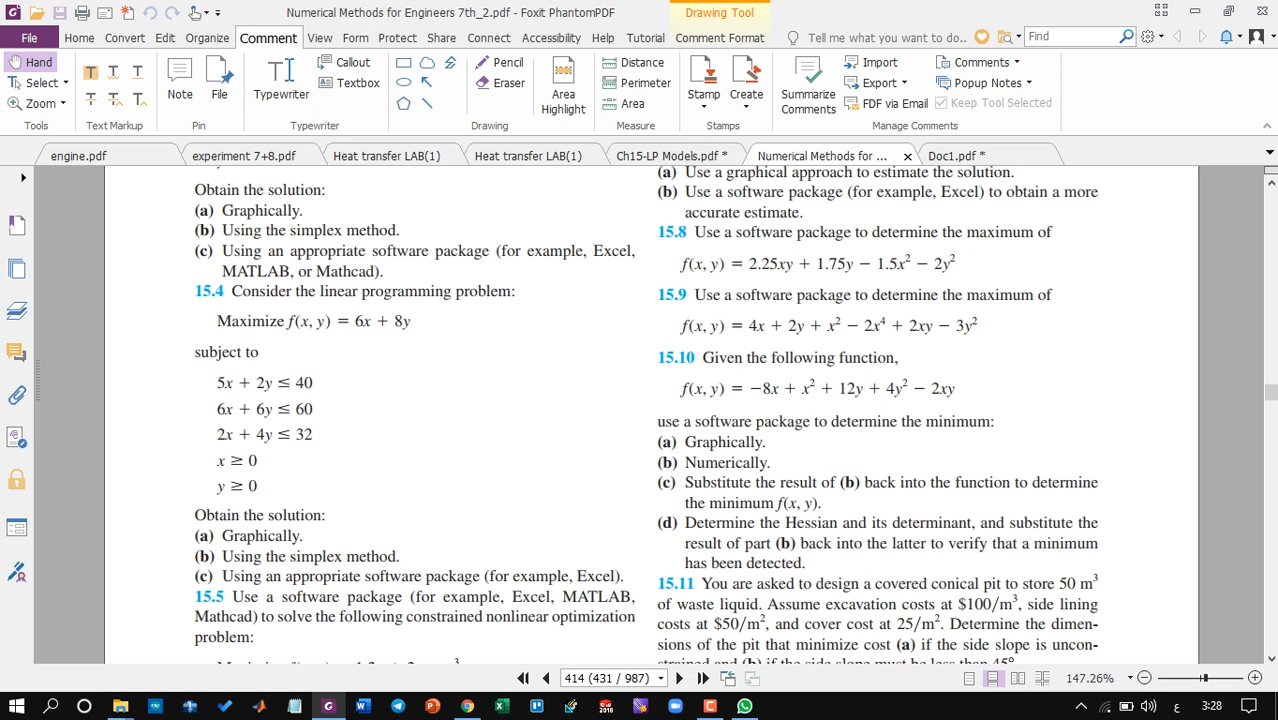 Numerical Methods for Engineers 7th_2.pdf - Foxit PhantomPDF
Drawing Tool
File Home Convert Edit Organize Comment View Form Protect Share Connect Accessibility Help Tutorial Comment Format
Tell me what you want to do..
Find
Hand
Select
Zoom
Tools
Text Markup
Note
File
Pin
Typewriter
Callout
Textbox
Typewriter
Pencil
Eraser
Area Highlight
Drawing
Distance
Perimeter
Area
Measure
Stamp
Create
Stamps
Summarize Comments
Import
Export
FDF via Email
Comments
Popup Notes
Keep Tool Selected
Manage Comments
engine.pdf
experiment 7+8.pdf
Heat transfer LAB(1)
Heat transfer LAB(1)
Ch15-LP Models.pdf *
Numerical Methods for ...
Doc1.pdf *
Obtain the solution:
(a) Graphically.
(b) Using the simplex method.
(c) Using an appropriate software package (for example, Excel,
MATLAB, or Mathcad).
15.4 Consider the linear programming problem:
Maximize f(x, y) = 6x + 8y
subject to
5x + 2y ≤ 40
6x + 6y ≤ 60
2x + 4y ≤ 32
x ≥ 0
y ≥ 0
Obtain the solution:
(a) Graphically.
(b) Using the simplex method.
(c) Using an appropriate software package (for example, Excel).
15.5 Use a software package (for example, Excel, MATLAB,
Mathcad) to solve the following constrained nonlinear optimization
problem:
(a) Use a graphical approach to estimate the solution.
(b) Use a software package (for example, Excel) to obtain a more
accurate estimate.
15.8 Use a software package to determine the maximum of
f(x, y) = 2.25xy + 1.75y − 1.5x² − 2y²
15.9 Use a software package to determine the maximum of
f(x, y) = 4x + 2y + x² − 2x⁴ + 2xy − 3y²
15.10 Given the following function,
f(x, y) = −8x + x² + 12y + 4y² − 2xy
use a software package to determine the minimum:
(a) Graphically.
(b) Numerically.
(c) Substitute the result of (b) back into the function to determine
the minimum f(x, y).
(d) Determine the Hessian and its determinant, and substitute the
result of part (b) back into the latter to verify that a minimum
has been detected.
15.11 You are asked to design a covered conical pit to store 50 m³
of waste liquid. Assume excavation costs at $100/m³, side lining
costs at $50/m², and cover cost at 25/m². Determine the dimen-
sions of the pit that minimize cost (a) if the side slope is uncon-
strained and (b) if the side slope must be less than 45°
414 (431 / 987)
147.26%
ع
3:28